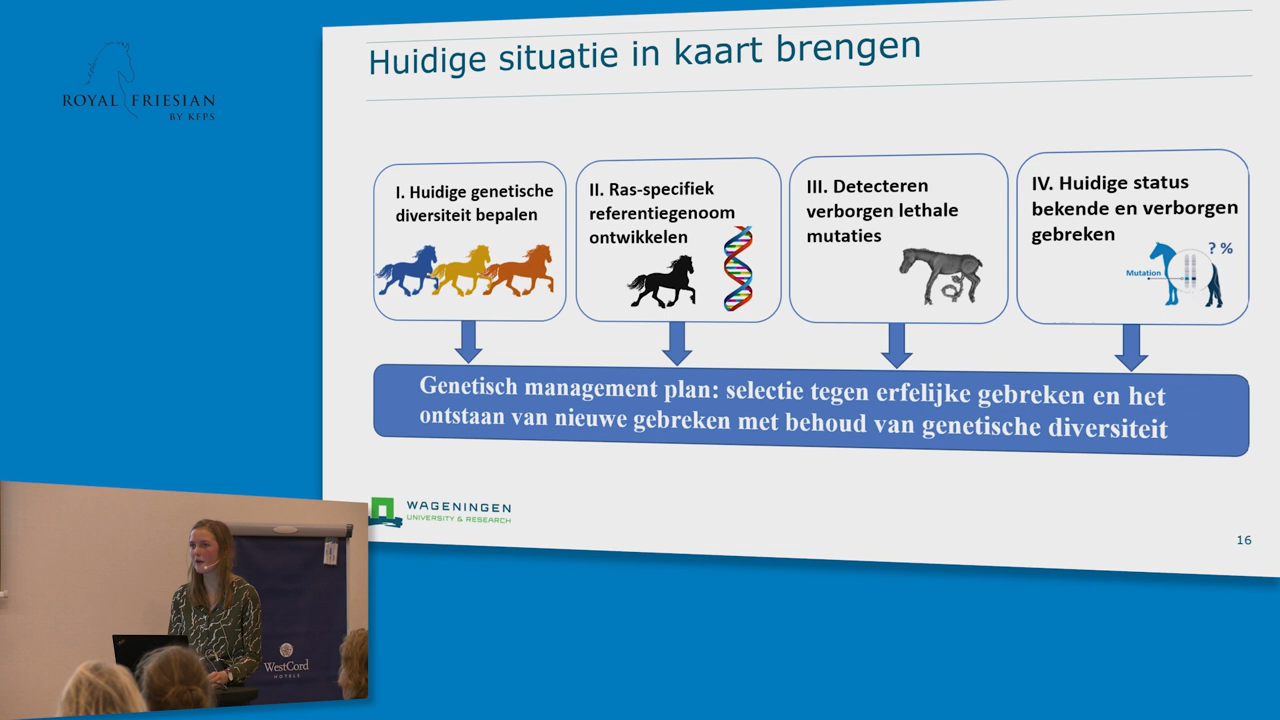 ROYAL FRIESIAN
BY KFPS
Huidige situatie in kaart brengen
I. Huidige genetische
diversiteit bepalen
II. Ras-specifiek
referentiegenoom
ontwikkelen
III. Detecteren
verborgen lethale
mutaties
IV. Huidige status
bekende en verborgen
gebreken
? %
Mutation
Genetisch management plan: selectie tegen erfelijke gebreken en het
ontstaan van nieuwe gebreken met behoud van genetische diversiteit
WAGENINGEN
UNIVERSITY & RESEARCH
16
WestCord
HOTELS